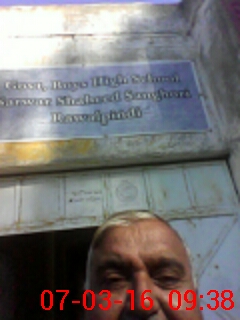 Govt, Boys High School
Sarwar Shaheed Sanghori
Rawalpindi
07-03-16 09:38